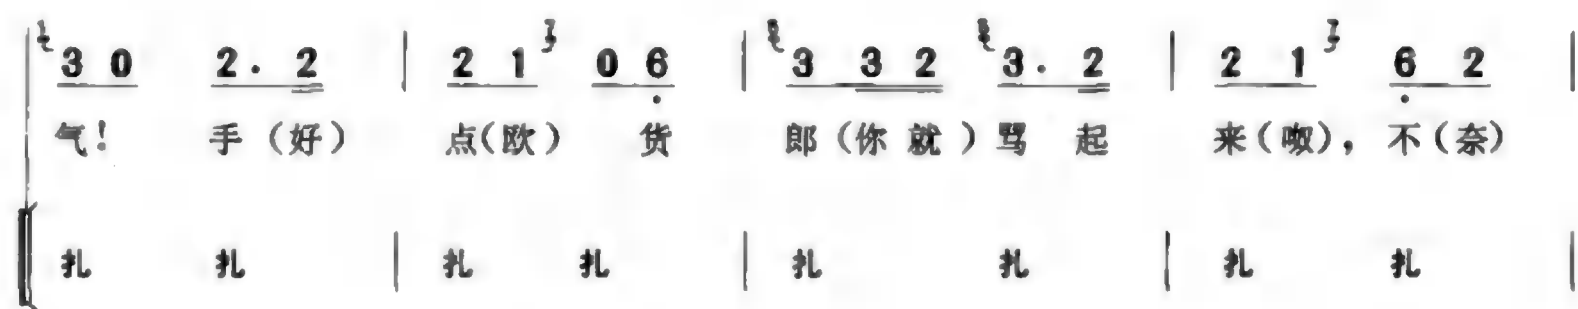 3 0 2. 2 | 2 1 0 6 | 3 3 2 3. 2 | 2 1 6 2 |
气！ 手（好） 点（欧） 货 郎（你 就）骂 起 来（呶），不（奈）
扎 扎 | 扎 扎 | 扎 扎 | 扎 扎 |